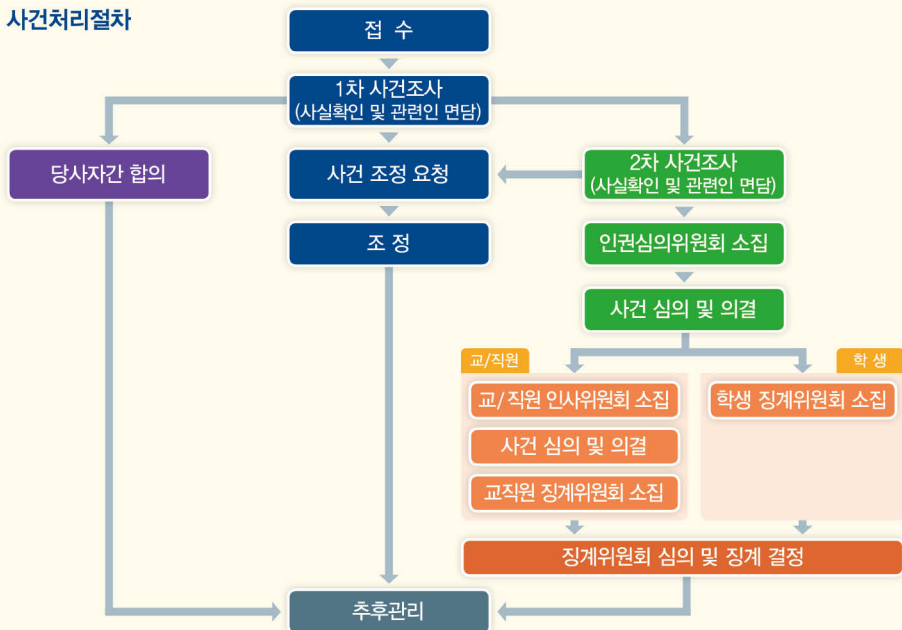 사건처리절차
접 수
1차 사건조사
(사실확인 및 관련인 면담)
당사자간 합의
사건 조정 요청
2차 사건조사
(사실확인 및 관련인 면담)
조 정
인권심의위원회 소집
사건 심의 및 의결
교/직원
학 생
교/직원 인사위원회 소집
학생 징계위원회 소집
사건 심의 및 의결
교직원 징계위원회 소집
징계위원회 심의 및 징계 결정
추후관리